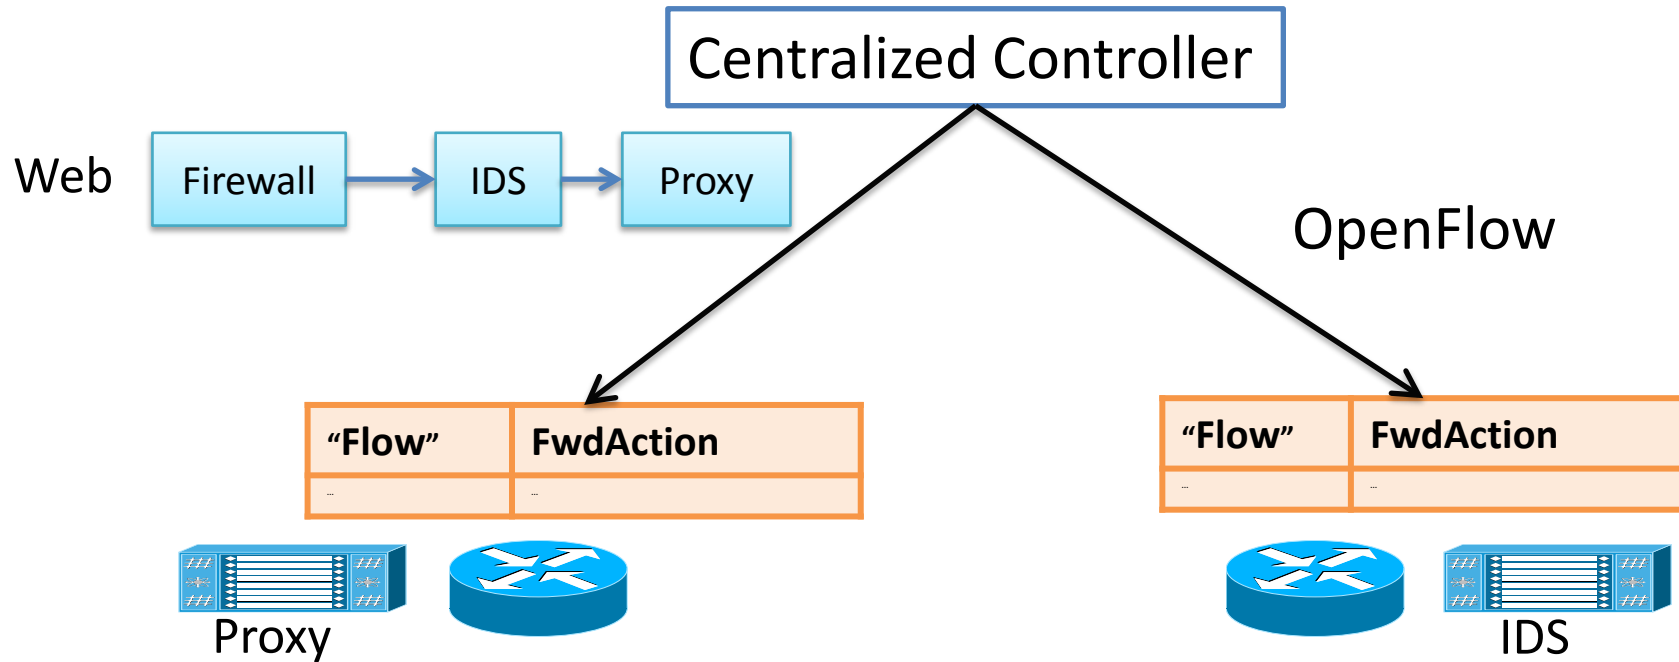 Centralized Controller
Web
Firewall
IDS
Proxy
OpenFlow
“Flow” FwdAction
... ...
“Flow” FwdAction
... ...
Proxy
IDS